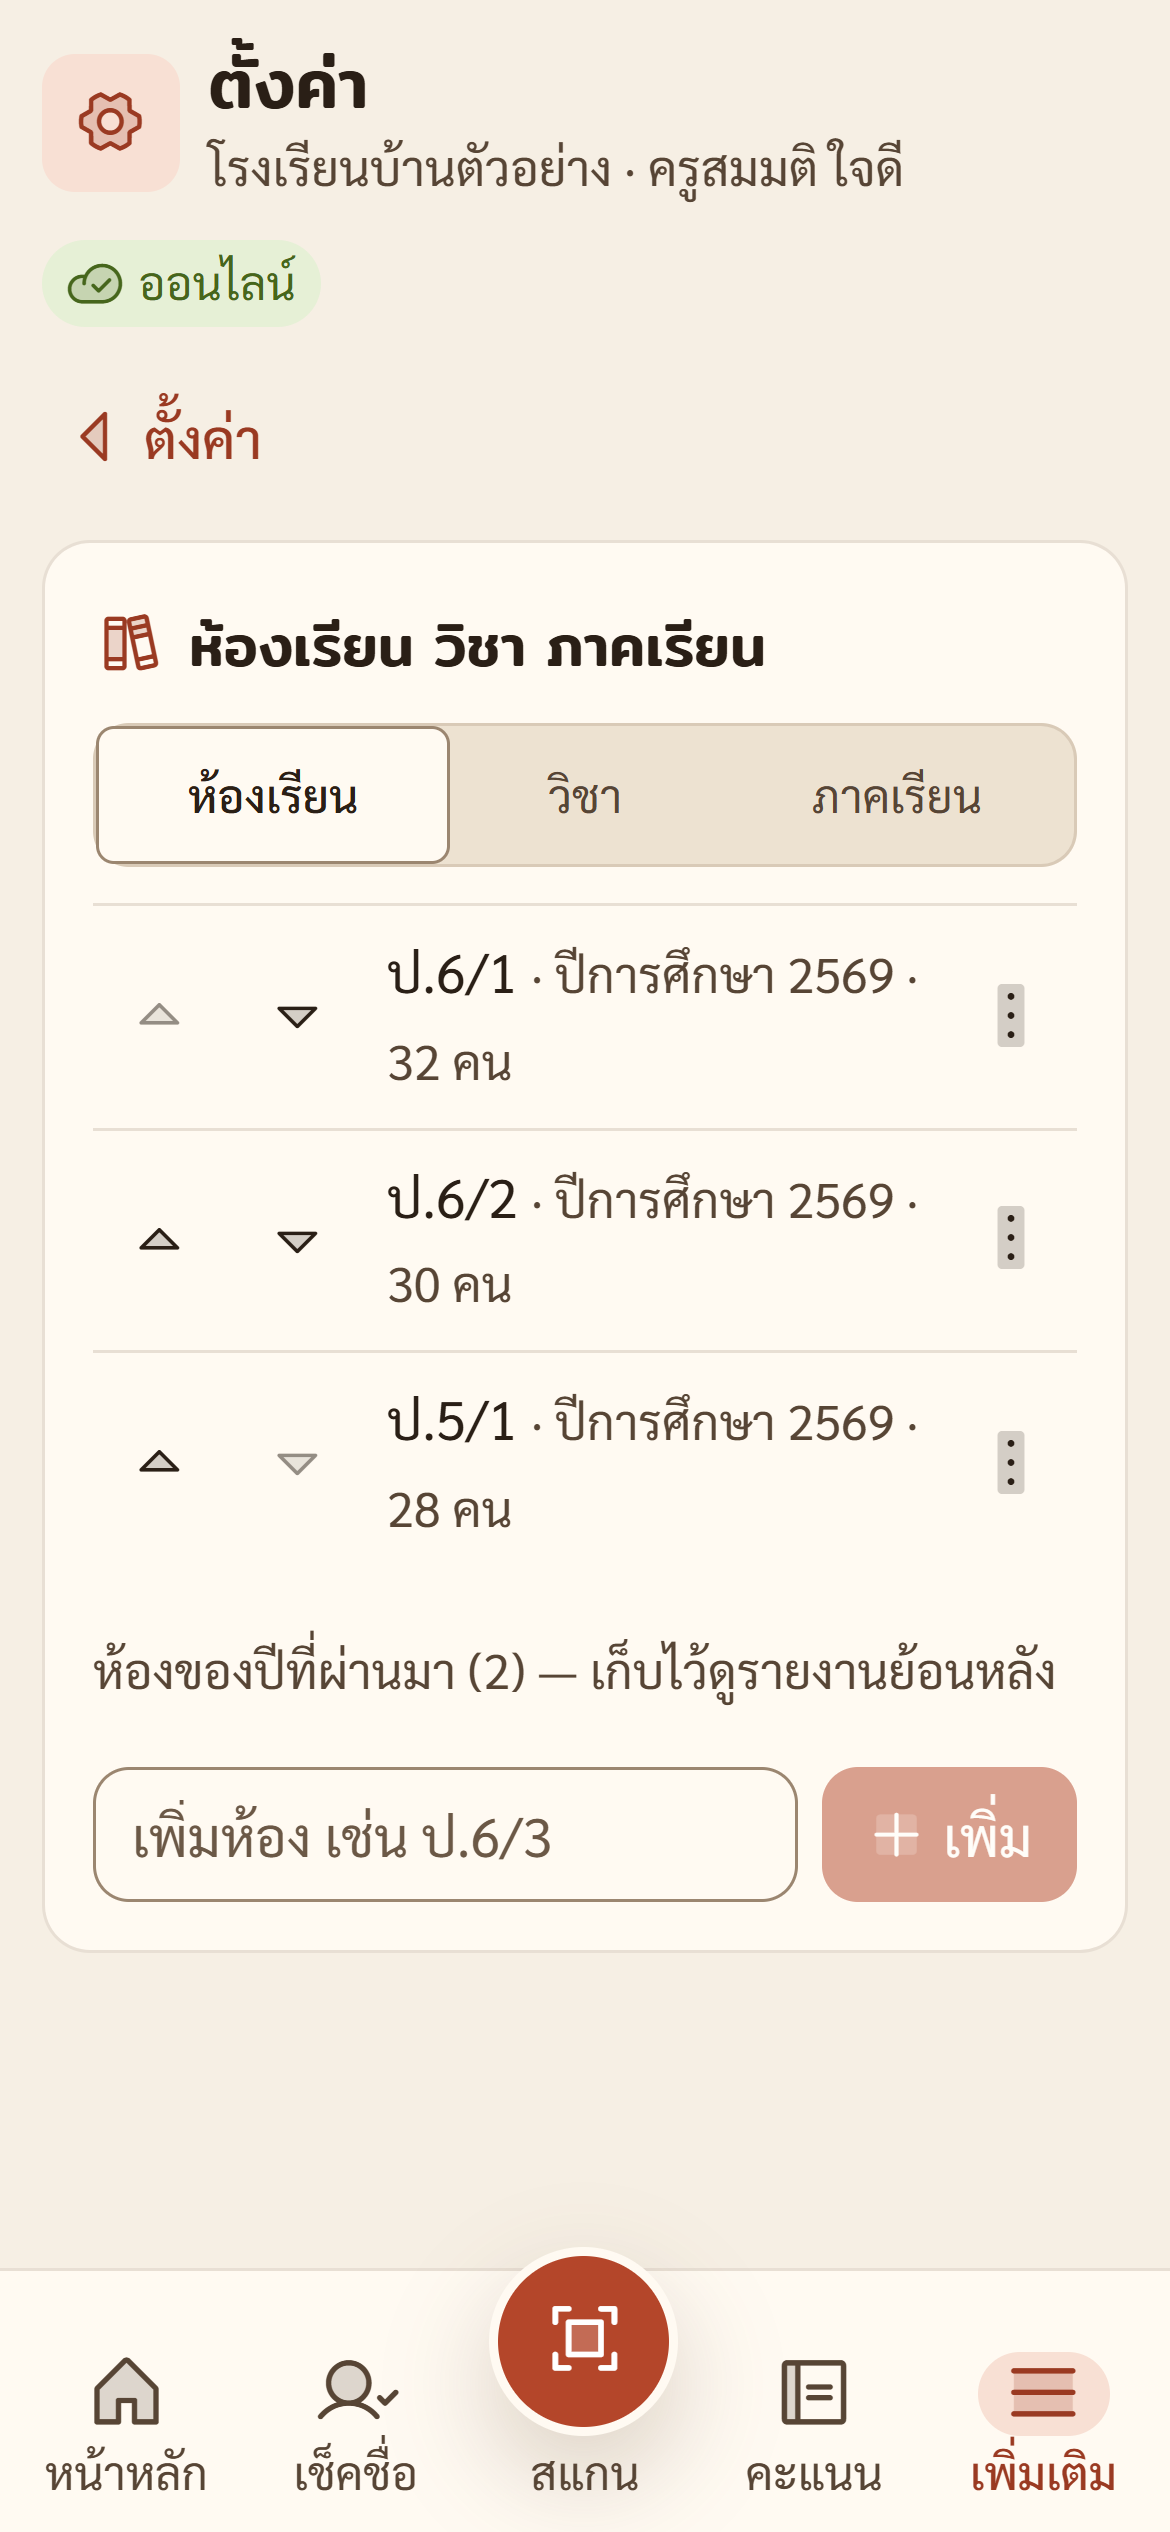 ตั้งค่า
โรงเรียนบ้านตัวอย่าง · ครูสมมติ ใจดี
ออนไลน์
ตั้งค่า
ห้องเรียน วิชา ภาคเรียน
ห้องเรียน วิชา ภาคเรียน
ป.6/1 · ปีการศึกษา 2569 ·
32 คน
ป.6/2 · ปีการศึกษา 2569 ·
30 คน
ป.5/1 · ปีการศึกษา 2569 ·
28 คน
ห้องของปีที่ผ่านมา (2) — เก็บไว้ดูรายงานย้อนหลัง
เพิ่มห้อง เช่น ป.6/3 เพิ่ม
หน้าหลัก เช็คชื่อ สแกน คะแนน เพิ่มเติม